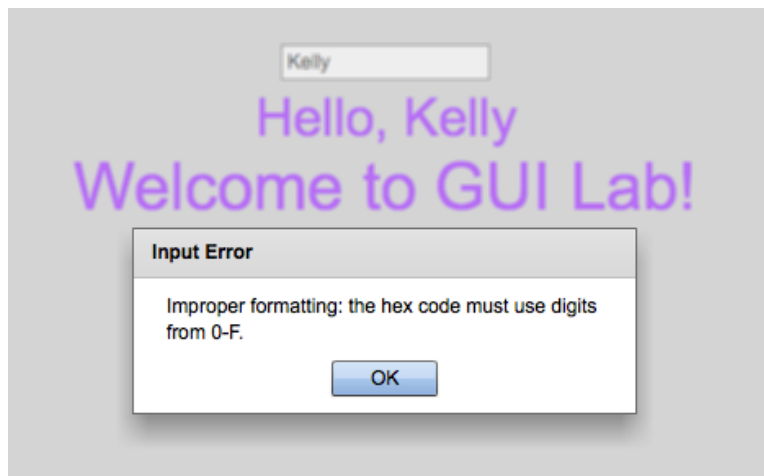 Kelly
Hello, Kelly
Welcome to GUI Lab!
Input Error
Improper formatting: the hex code must use digits
from 0-F.
OK